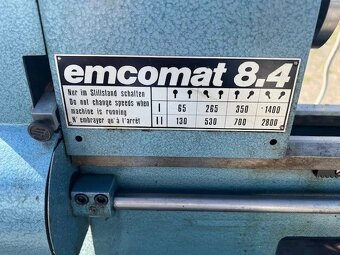 emcomat 8.4
Nur im Stillstand schalten
Do not change speeds when
machine is running
N'embrayer qu'à l'arrêt
I 65 265 350 1400
II 130 530 700 2800